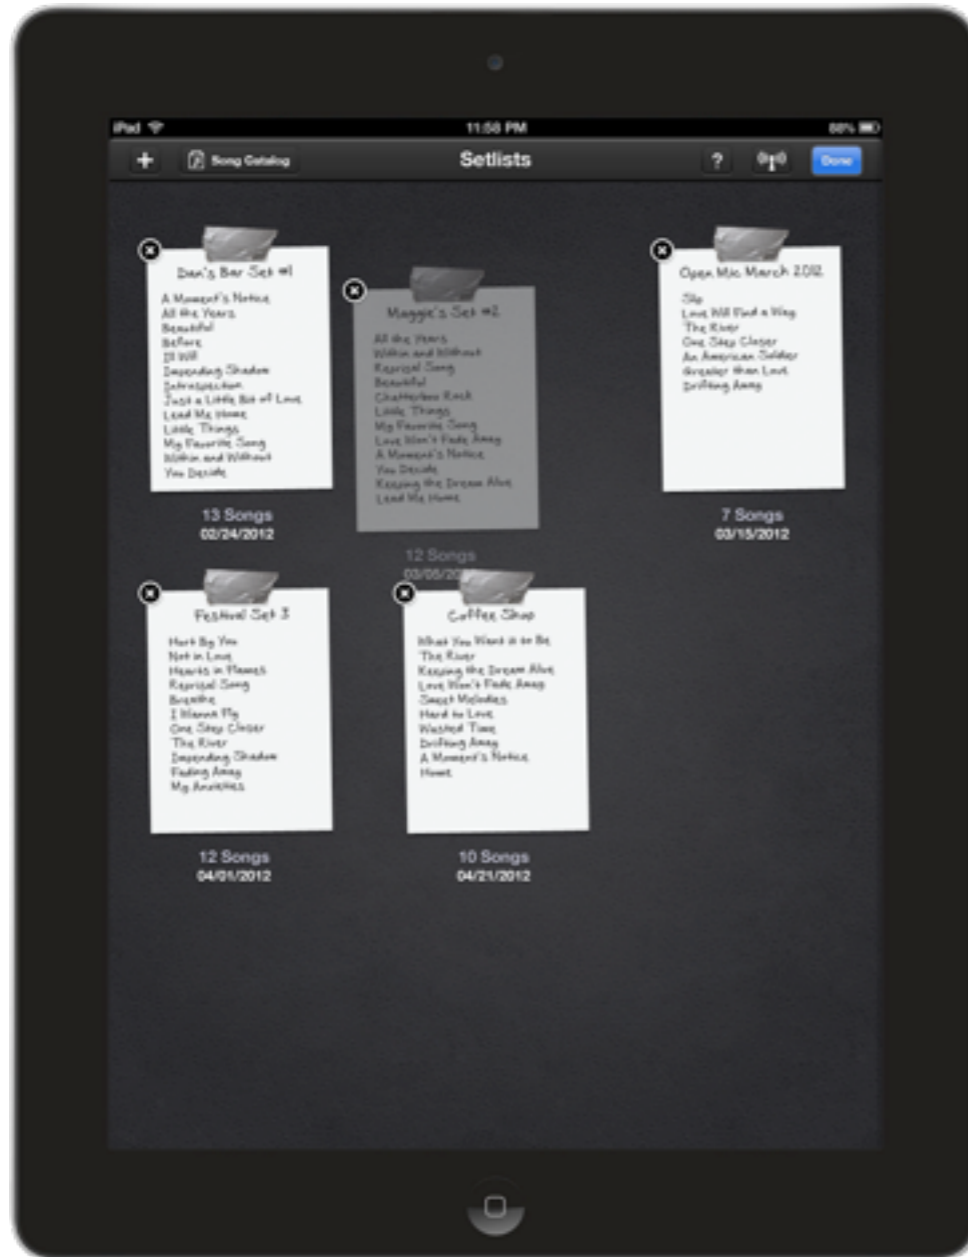 iPad
11:58 PM
88%
+
Song Catalog
Setlists
?
Done
Dan's Bar Set #1
A Moment's Notice
All the Years
Beautiful
Before
Ill Will
Impending Shadow
Introspection
Just a Little Bit of Love
Lead Me Home
Little Things
My Favorite Song
Within and Without
You Decide
13 Songs
02/24/2012
Maggie's Set #2
All the Years
Within and Without
Reprisal Song
Beautiful
Chatterbox Rock
Little Things
My Favorite Song
Love Won't Fade Away
A Moment's Notice
You Decide
Keeping the Dream Alive
Lead Me Home
12 Songs
03/05/20
Open Mic March 2012
Slip
Love Will Find a Way
The River
One Step Closer
An American Soldier
Greater than Love
Drifting Away
7 Songs
03/15/2012
Festival Set 3
Hurt By You
Not in Love
Hearts in Flames
Reprisal Song
Breathe
I Wanna Fly
One Step Closer
The River
Impending Shadow
Fading Away
My Anxieties
12 Songs
04/01/2012
Coffee Shop
What You Want it to Be
The River
Keeping the Dream Alive
Love Won't Fade Away
Sweet Melodies
Hard to Love
Wasted Time
Drifting Away
A Moment's Notice
Home
10 Songs
04/21/2012